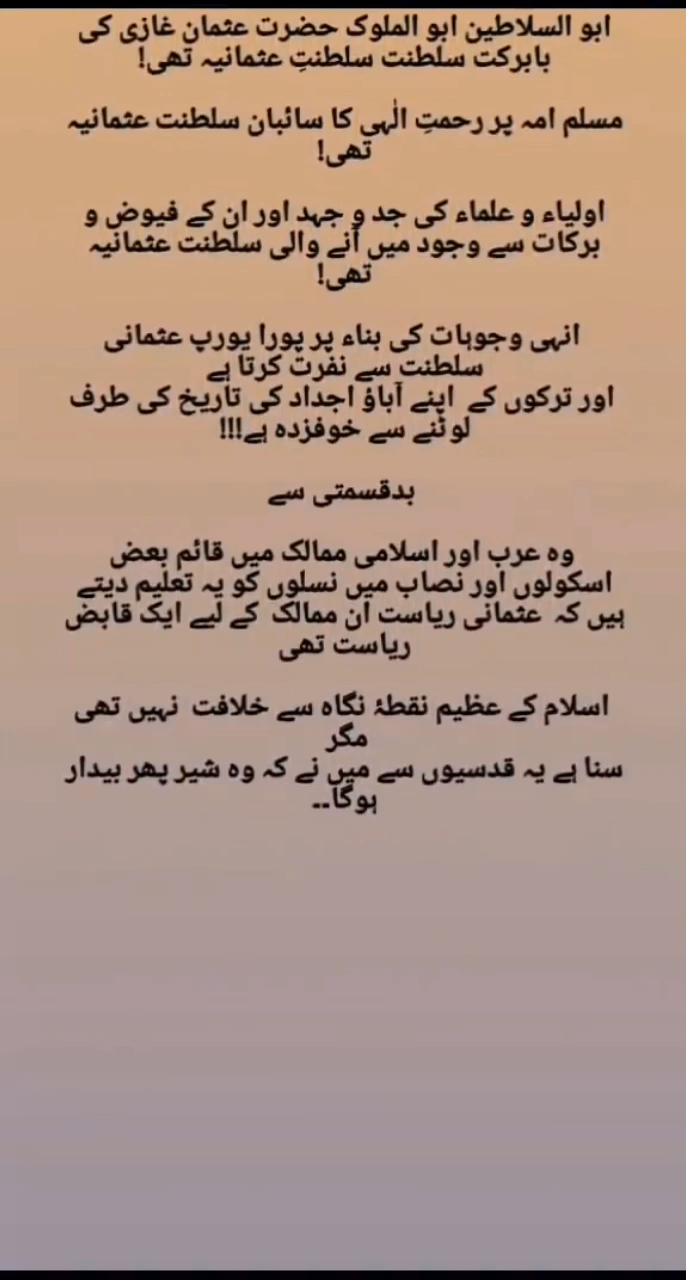 ابو السلاطین ابو الملوک حضرت عثمان غازی کی
بابرکت سلطنت سلطنتِ عثمانیہ تھی!
مسلم امہ پر رحمتِ الٰہی کا سائبان سلطنت عثمانیہ
تھی!
اولیاء و علماء کی جد و جہد اور ان کے فیوض و
برکات سے وجود میں آنے والی سلطنت عثمانیہ
تھی!
انہی وجوہات کی بناء پر پورا یورپ عثمانی
سلطنت سے نفرت کرتا ہے
اور ترکوں کے اپنے آباؤ اجداد کی تاریخ کی طرف
لوٹنے سے خوفزدہ ہے!!!
بدقسمتی سے
وہ عرب اور اسلامی ممالک میں قائم بعض
اسکولوں اور نصاب میں نسلوں کو یہ تعلیم دیتے
ہیں کہ عثمانی ریاست ان ممالک کے لیے ایک قابض
ریاست تھی
اسلام کے عظیم نقطۂ نگاہ سے خلافت نہیں تھی
مگر
سنا ہے یہ قدسیوں سے میں نے کہ وہ شیر پھر بیدار
ہوگا۔۔